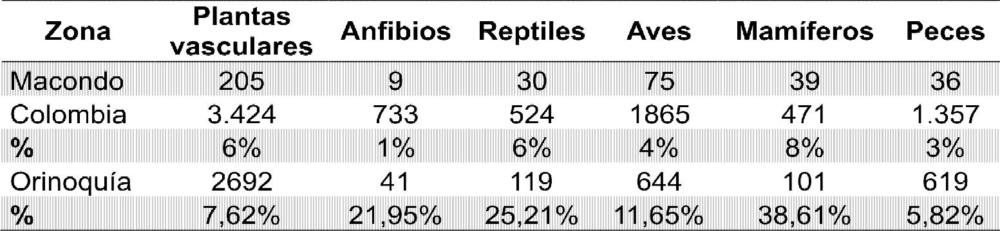 Zona Plantas vasculares Anfibios Reptiles Aves Mamíferos Peces
Macondo 205 9 30 75 39 36
Colombia 3.424 733 524 1865 471 1.357
% 6% 1% 6% 4% 8% 3%
Orinoquía 2692 41 119 644 101 619
% 7,62% 21,95% 25,21% 11,65% 38,61% 5,82%